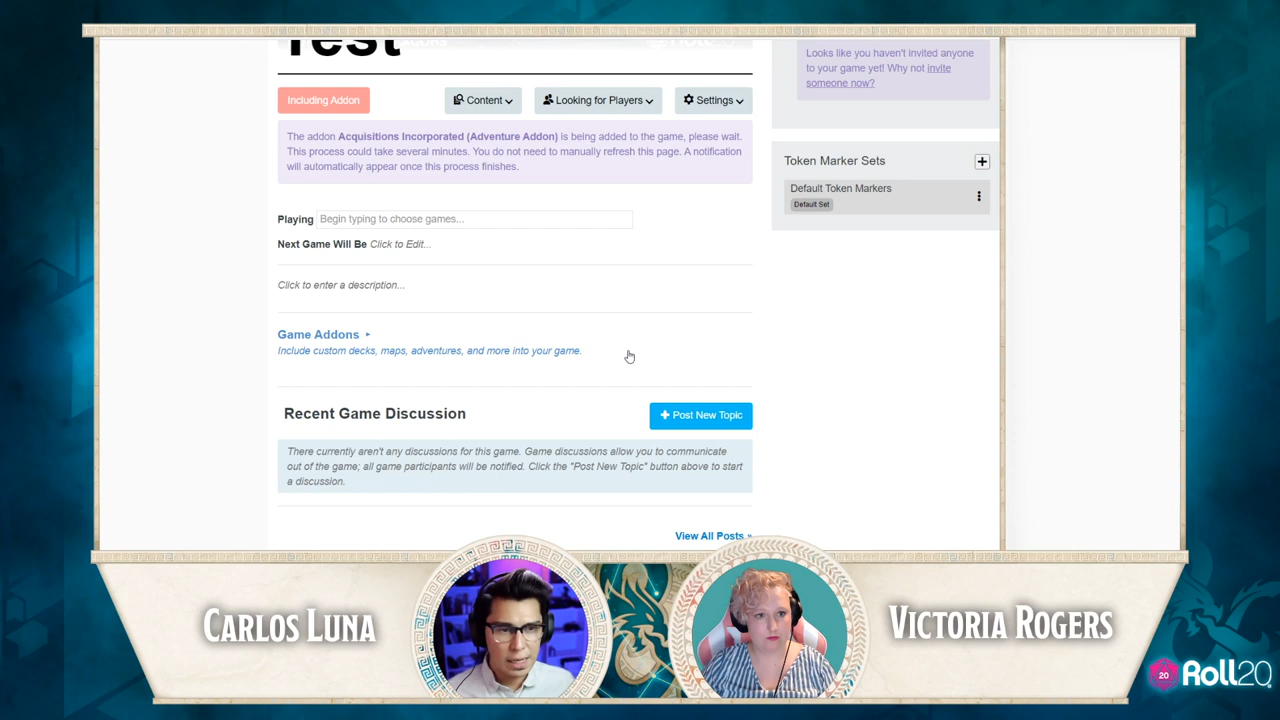 Test
Looks like you haven't invited anyone
to your game yet! Why not invite
someone now?
Including Addon
Content
Looking for Players
Settings
The addon Acquisitions Incorporated (Adventure Addon) is being added to the game, please wait.
This process could take several minutes. You do not need to manually refresh this page. A notification
will automatically appear once this process finishes.
Token Marker Sets
Default Token Markers
Default Set
Playing Begin typing to choose games...
Next Game Will Be Click to Edit...
Click to enter a description...
Game Addons
Include custom decks, maps, adventures, and more into your game.
Recent Game Discussion
Post New Topic
There currently aren't any discussions for this game. Game discussions allow you to communicate
out of the game; all game participants will be notified. Click the "Post New Topic" button above to start
a discussion.
View All Posts »
Carlos Luna
Victoria Rogers
20
Roll20